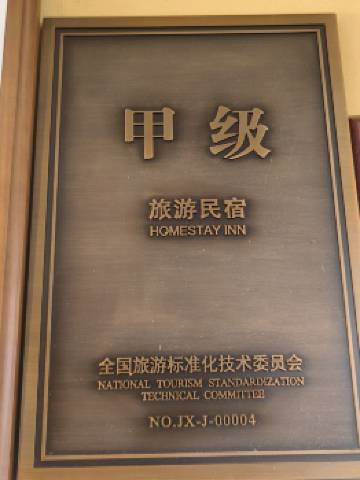 甲级
旅游民宿
HOMESTAY INN
全国旅游标准化技术委员会
NATIONAL TOURISM STANDARDIZATION
TECHNICAL COMMITTEE
NO.JX-J-00004